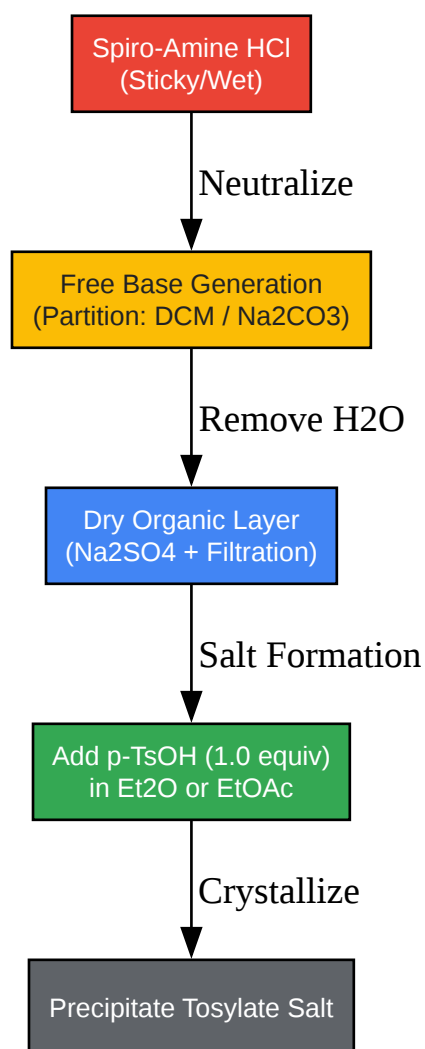 Spiro-Amine HCl
(Sticky/Wet)
Neutralize
Free Base Generation
(Partition: DCM / Na2CO3)
Remove H2O
Dry Organic Layer
(Na2SO4 + Filtration)
Salt Formation
Add p-TsOH (1.0 equiv)
in Et2O or EtOAc
Crystallize
Precipitate Tosylate Salt